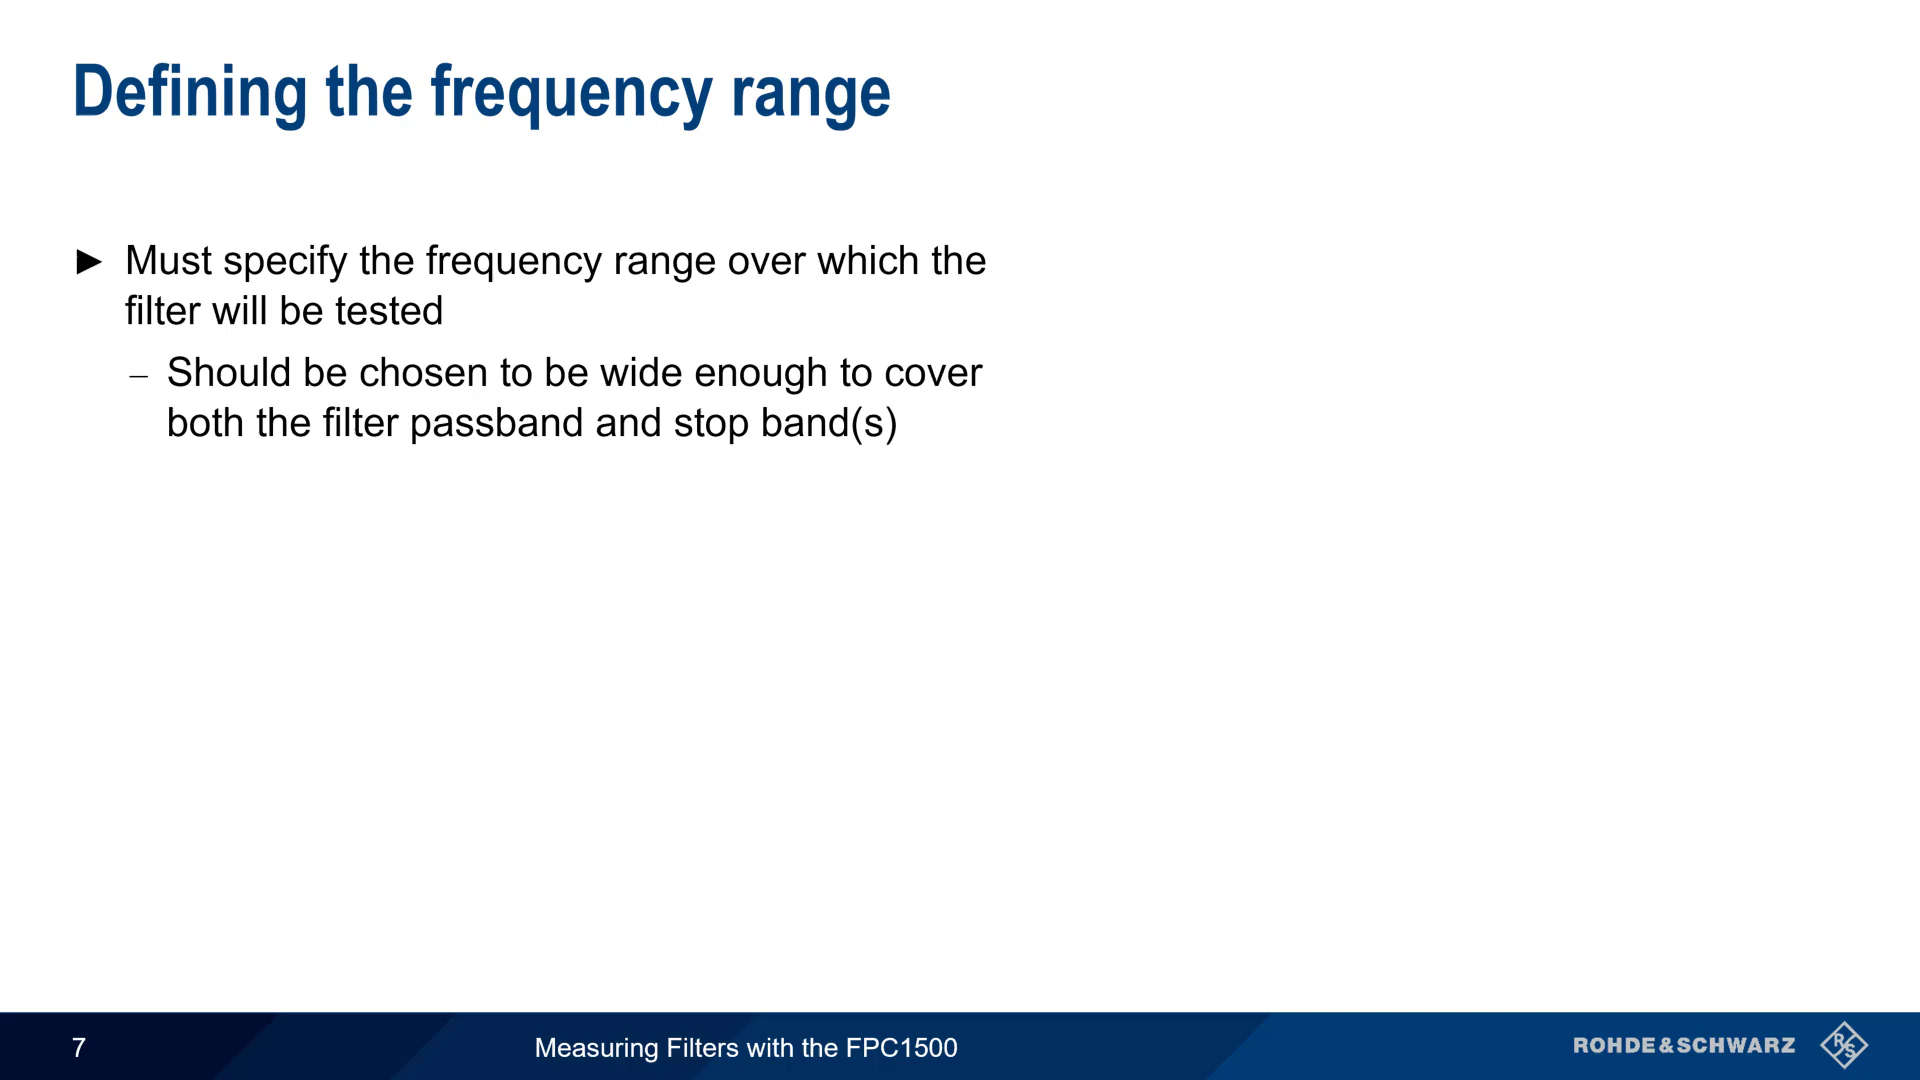 Defining the frequency range
► Must specify the frequency range over which the
filter will be tested
– Should be chosen to be wide enough to cover
both the filter passband and stop band(s)
7
Measuring Filters with the FPC1500
ROHDE&SCHWARZ
R&S